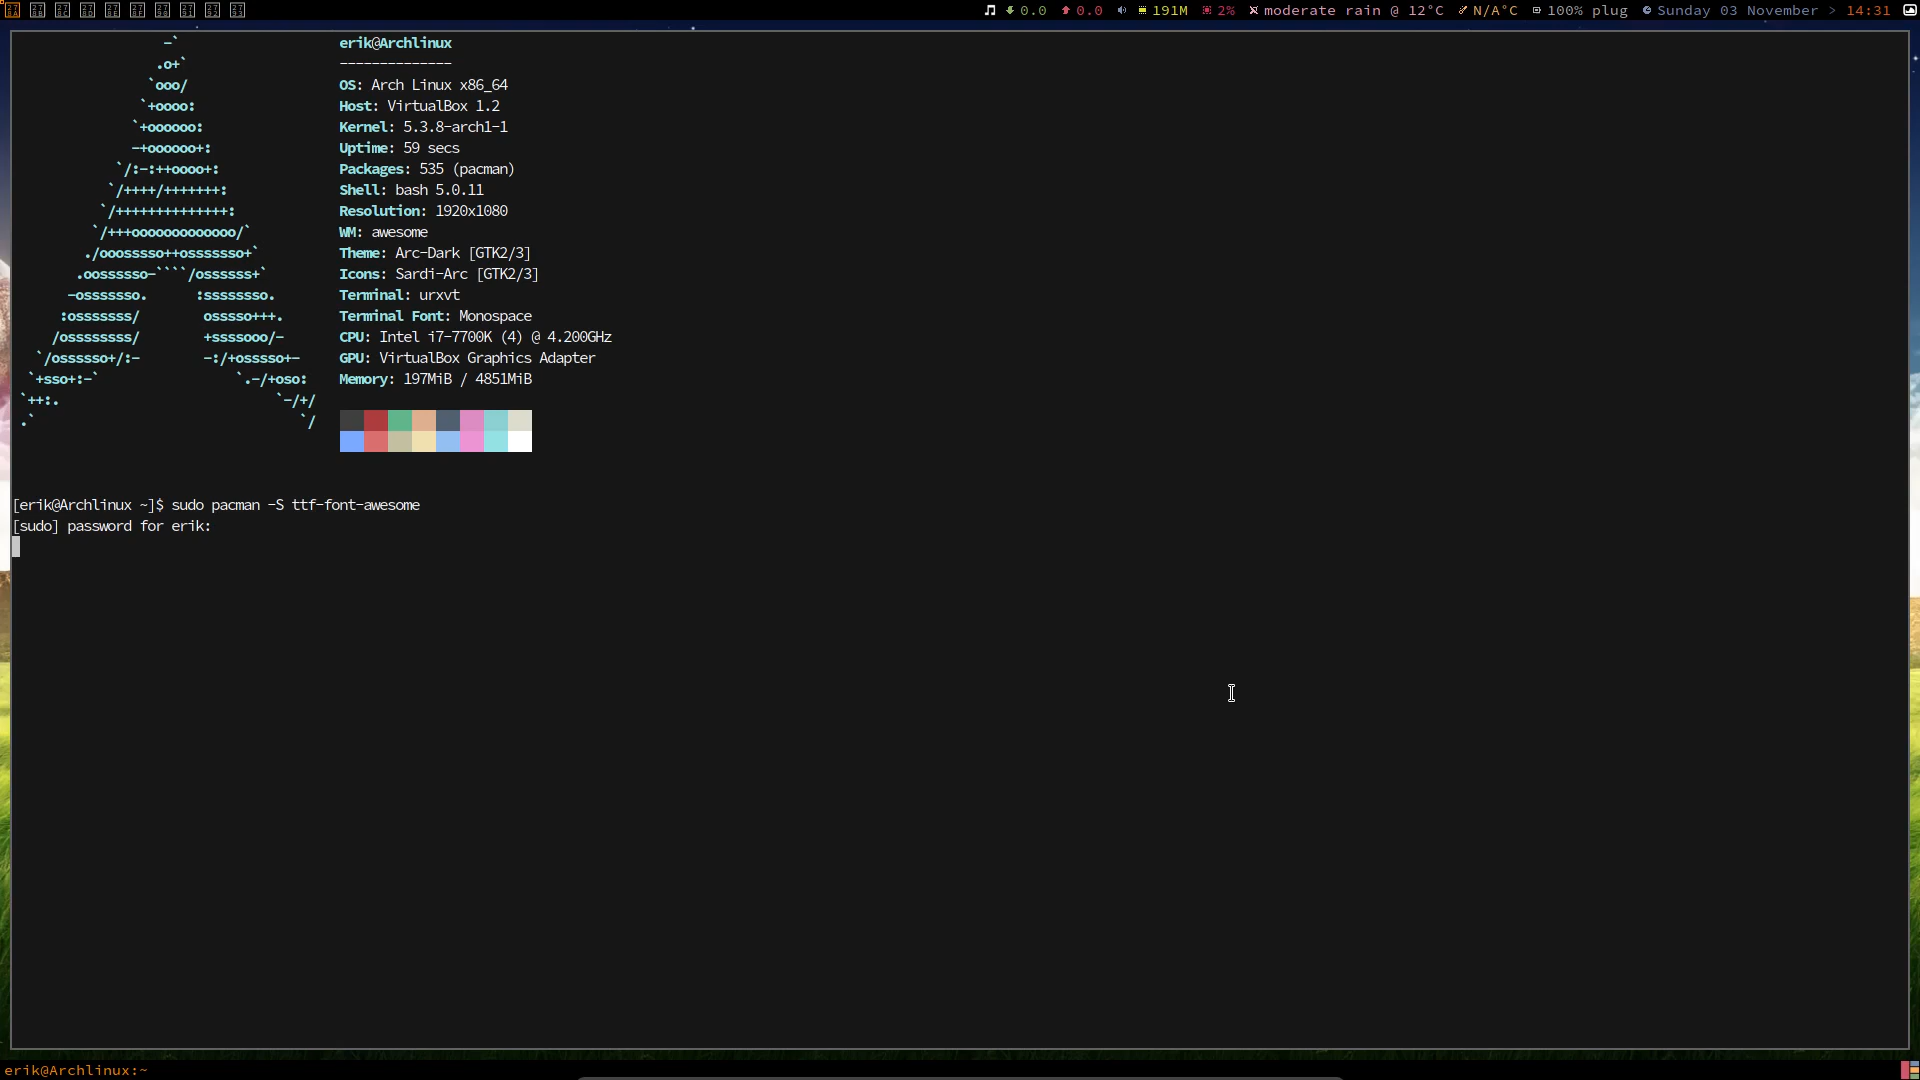 0.0 0.0 191M 2% moderate rain @ 12°C N/A°C 100% plug Sunday 03 November > 14:31
erik@Archlinux
--------------
OS: Arch Linux x86_64
Host: VirtualBox 1.2
Kernel: 5.3.8-arch1-1
Uptime: 59 secs
Packages: 535 (pacman)
Shell: bash 5.0.11
Resolution: 1920x1080
WM: awesome
Theme: Arc-Dark [GTK2/3]
Icons: Sardi-Arc [GTK2/3]
Terminal: urxvt
Terminal Font: Monospace
CPU: Intel i7-7700K (4) @ 4.200GHz
GPU: VirtualBox Graphics Adapter
Memory: 197MiB / 4851MiB
[erik@Archlinux ~]$ sudo pacman -S ttf-font-awesome
[sudo] password for erik:
erik@Archlinux:~